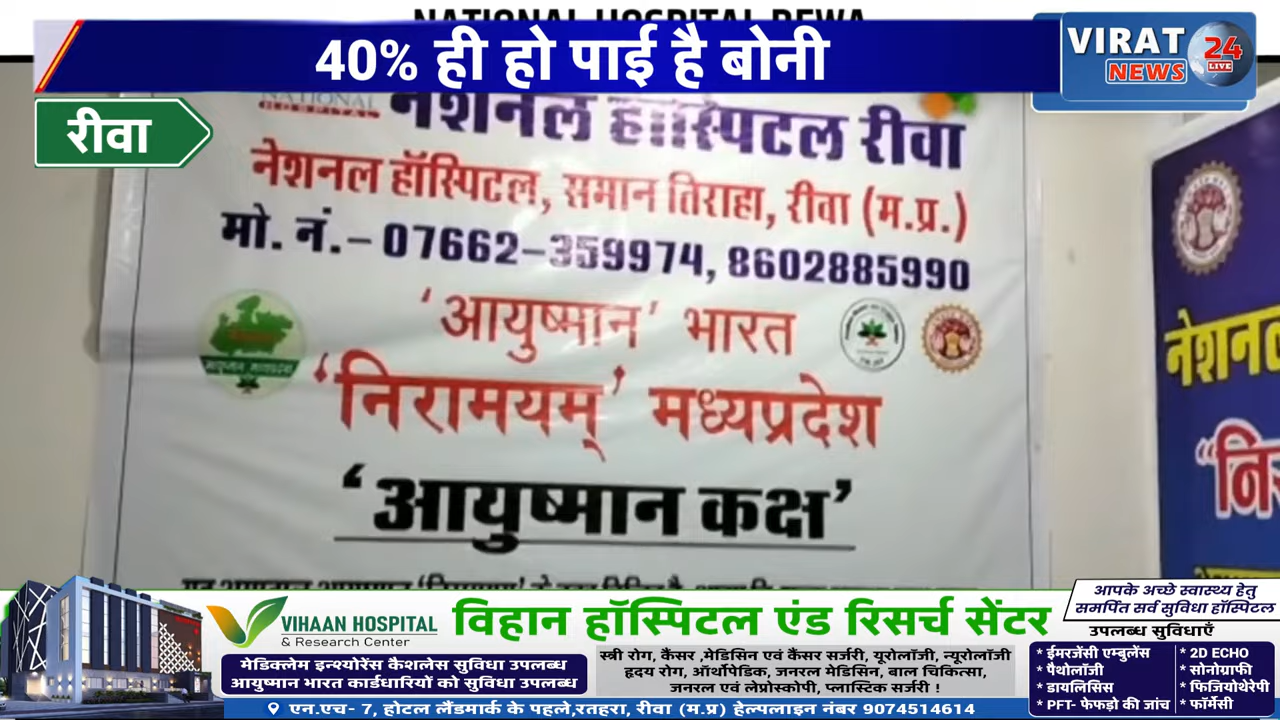 NATIONAL HOSPITAL REWA
40% ही हो पाई है बोनी
VIRAT
NEWS
24
LIVE
रीवा
NATIONAL
HOSPITAL
नेशनल हॉस्पिटल रीवा
नेशनल हॉस्पिटल, समान तिराहा, रीवा (म.प्र.)
मो. नं.– 07662–359974, 8602885990
‘आयुष्मान’ भारत
‘निरामयम्’ मध्यप्रदेश
‘आयुष्मान कक्ष’
VIHAAN HOSPITAL
& Research Center
विहान हॉस्पिटल एंड रिसर्च सेंटर
आपके अच्छे स्वास्थ्य हेतु
समर्पित सर्व सुविधा हॉस्पिटल
उपलब्ध सुविधाएँ
मेडिक्लेम इन्श्योरेंस कैशलेस सुविधा उपलब्ध
आयुष्मान भारत कार्डधारियों को सुविधा उपलब्ध
स्त्री रोग, कैंसर ,मेडिसिन एवं कैंसर सर्जरी, यूरोलॉजी, न्यूरोलॉजी
हृदय रोग, ऑर्थोपेडिक, जनरल मेडिसिन, बाल चिकित्सा,
जनरल एवं लेप्रोस्कोपी, प्लास्टिक सर्जरी !
* ईमरजेंसी एम्बुलेंस
* पैथोलॉजी
* डायलिसिस
* PFT- फेफड़ो की जांच
* 2D ECHO
* सोनोग्राफी
* फिजियोथेरेपी
* फॉर्मेसी
एन.एच- 7, होटल लैंडमार्क के पहले,रतहरा, रीवा (म.प्र) हेल्पलाइन नंबर 9074514614